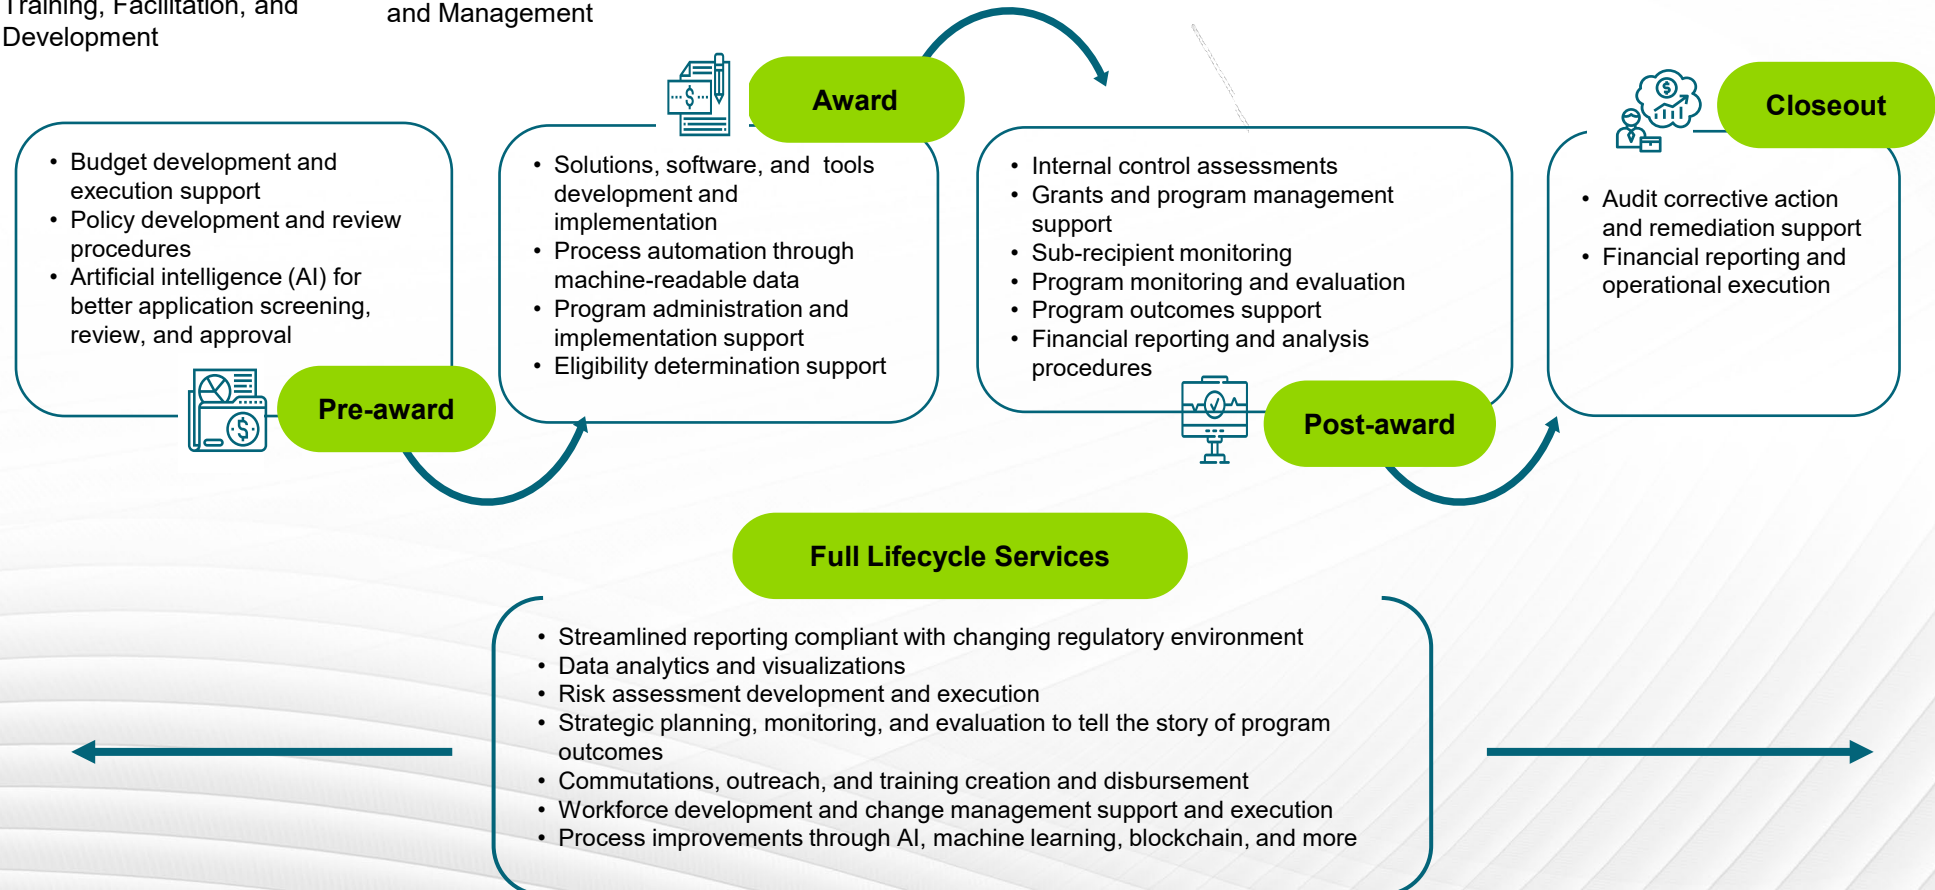 Training, Facilitation, and
Development
and Management
Award
Closeout
• Budget development and
execution support
• Policy development and review
procedures
• Artificial intelligence (AI) for
better application screening,
review, and approval
Pre-award
• Solutions, software, and tools
development and
implementation
• Process automation through
machine-readable data
• Program administration and
implementation support
• Eligibility determination support
• Internal control assessments
• Grants and program management
support
• Sub-recipient monitoring
• Program monitoring and evaluation
• Program outcomes support
• Financial reporting and analysis
procedures
Post-award
• Audit corrective action
and remediation support
• Financial reporting and
operational execution
Full Lifecycle Services
• Streamlined reporting compliant with changing regulatory environment
• Data analytics and visualizations
• Risk assessment development and execution
• Strategic planning, monitoring, and evaluation to tell the story of program
outcomes
• Commutations, outreach, and training creation and disbursement
• Workforce development and change management support and execution
• Process improvements through AI, machine learning, blockchain, and more